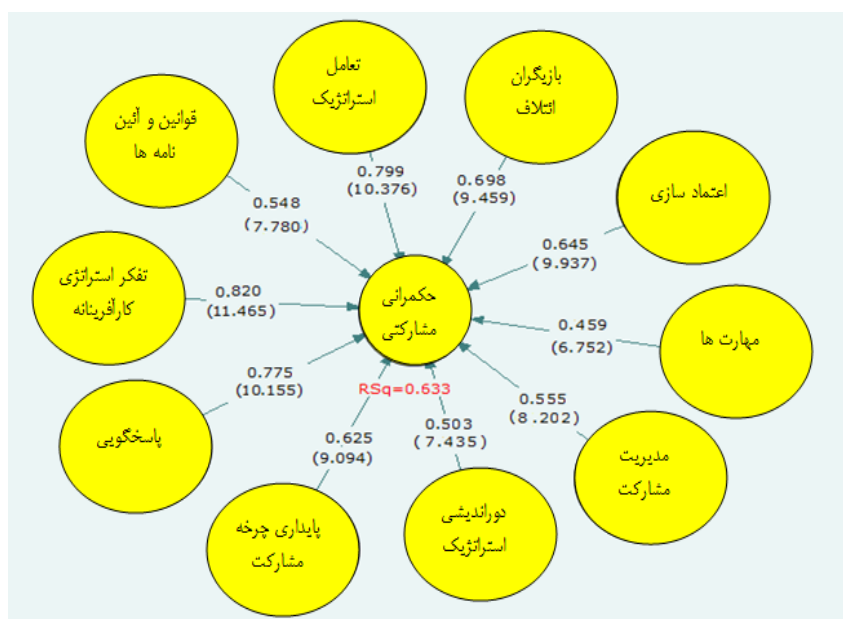 تعامل
استراتژیک
بازیگران
ائتلاف
قوانین و آئین
نامه ها
اعتماد سازی
0.799
(10.376)
0.698
(9.459)
0.548
(7.780)
0.645
(9.937)
تفکر استراتژی
کارآفرینانه
0.820
(11.465)
حکمرانی
مشارکتی
0.459
(6.752)
مهارت ها
0.775
(10.155)
RSq=0.633
0.555
(8.202)
پاسخگویی
0.625
(9.094)
0.503
(7.435)
مدیریت
مشارکت
پایداری چرخه
مشارکت
دوراندیشی
استراتژیک